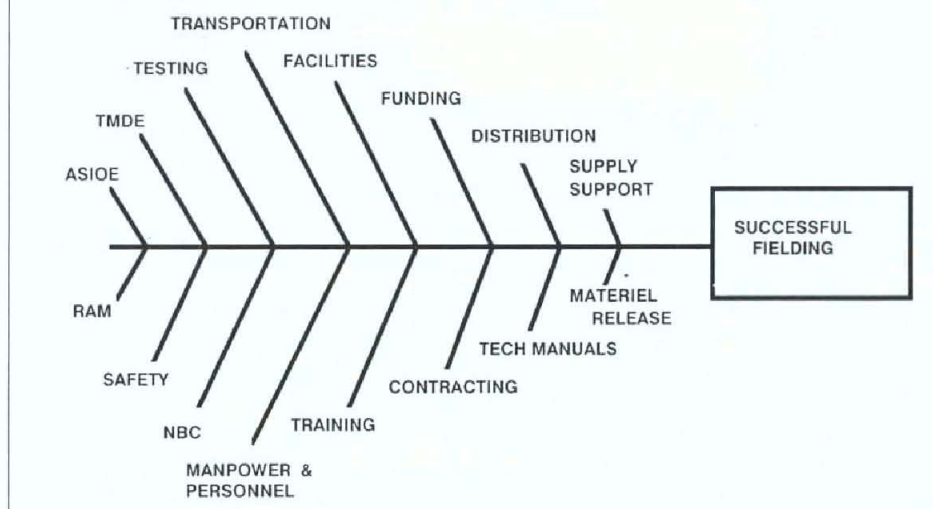 TRANSPORTATION
TESTING
FACILITIES
FUNDING
TMDE
DISTRIBUTION
ASIOE
SUPPLY
SUPPORT
SUCCESSFUL
FIELDING
RAM
MATERIEL
RELEASE
TECH MANUALS
SAFETY
CONTRACTING
NBC
TRAINING
MANPOWER &
PERSONNEL